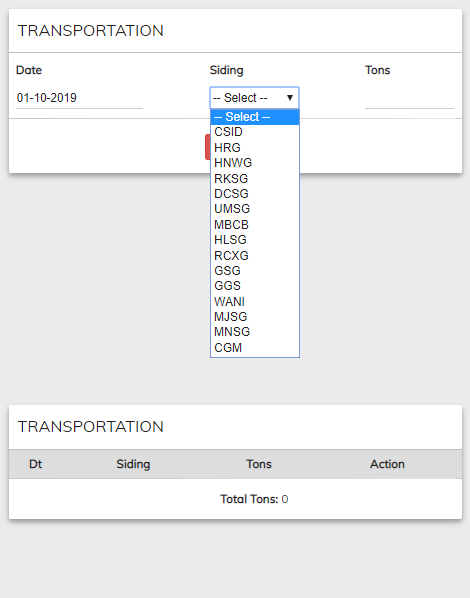 TRANSPORTATION
Date Siding Tons
01-10-2019 -- Select --
-- Select --
CSID
HRG
HNWG
RKSG
DCSG
UMSG
MBCB
HLSG
RCXG
GSG
GGS
WANI
MJSG
MNSG
CGM
TRANSPORTATION
Dt Siding Tons Action
Total Tons: 0